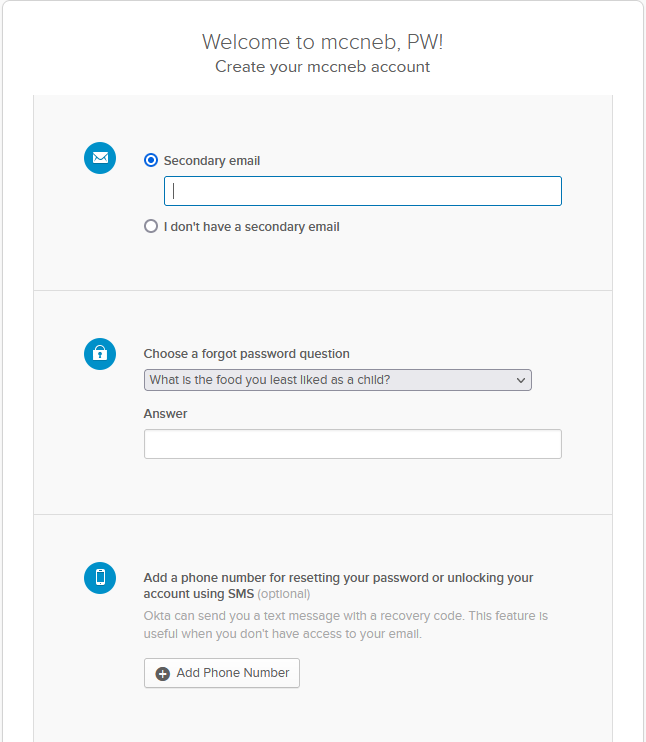 Welcome to mccneb, PW!
Create your mccneb account
Secondary email
I don't have a secondary email
Choose a forgot password question
What is the food you least liked as a child?
Answer
Add a phone number for resetting your password or unlocking your
account using SMS (optional)
Okta can send you a text message with a recovery code. This feature is
useful when you don't have access to your email.
Add Phone Number